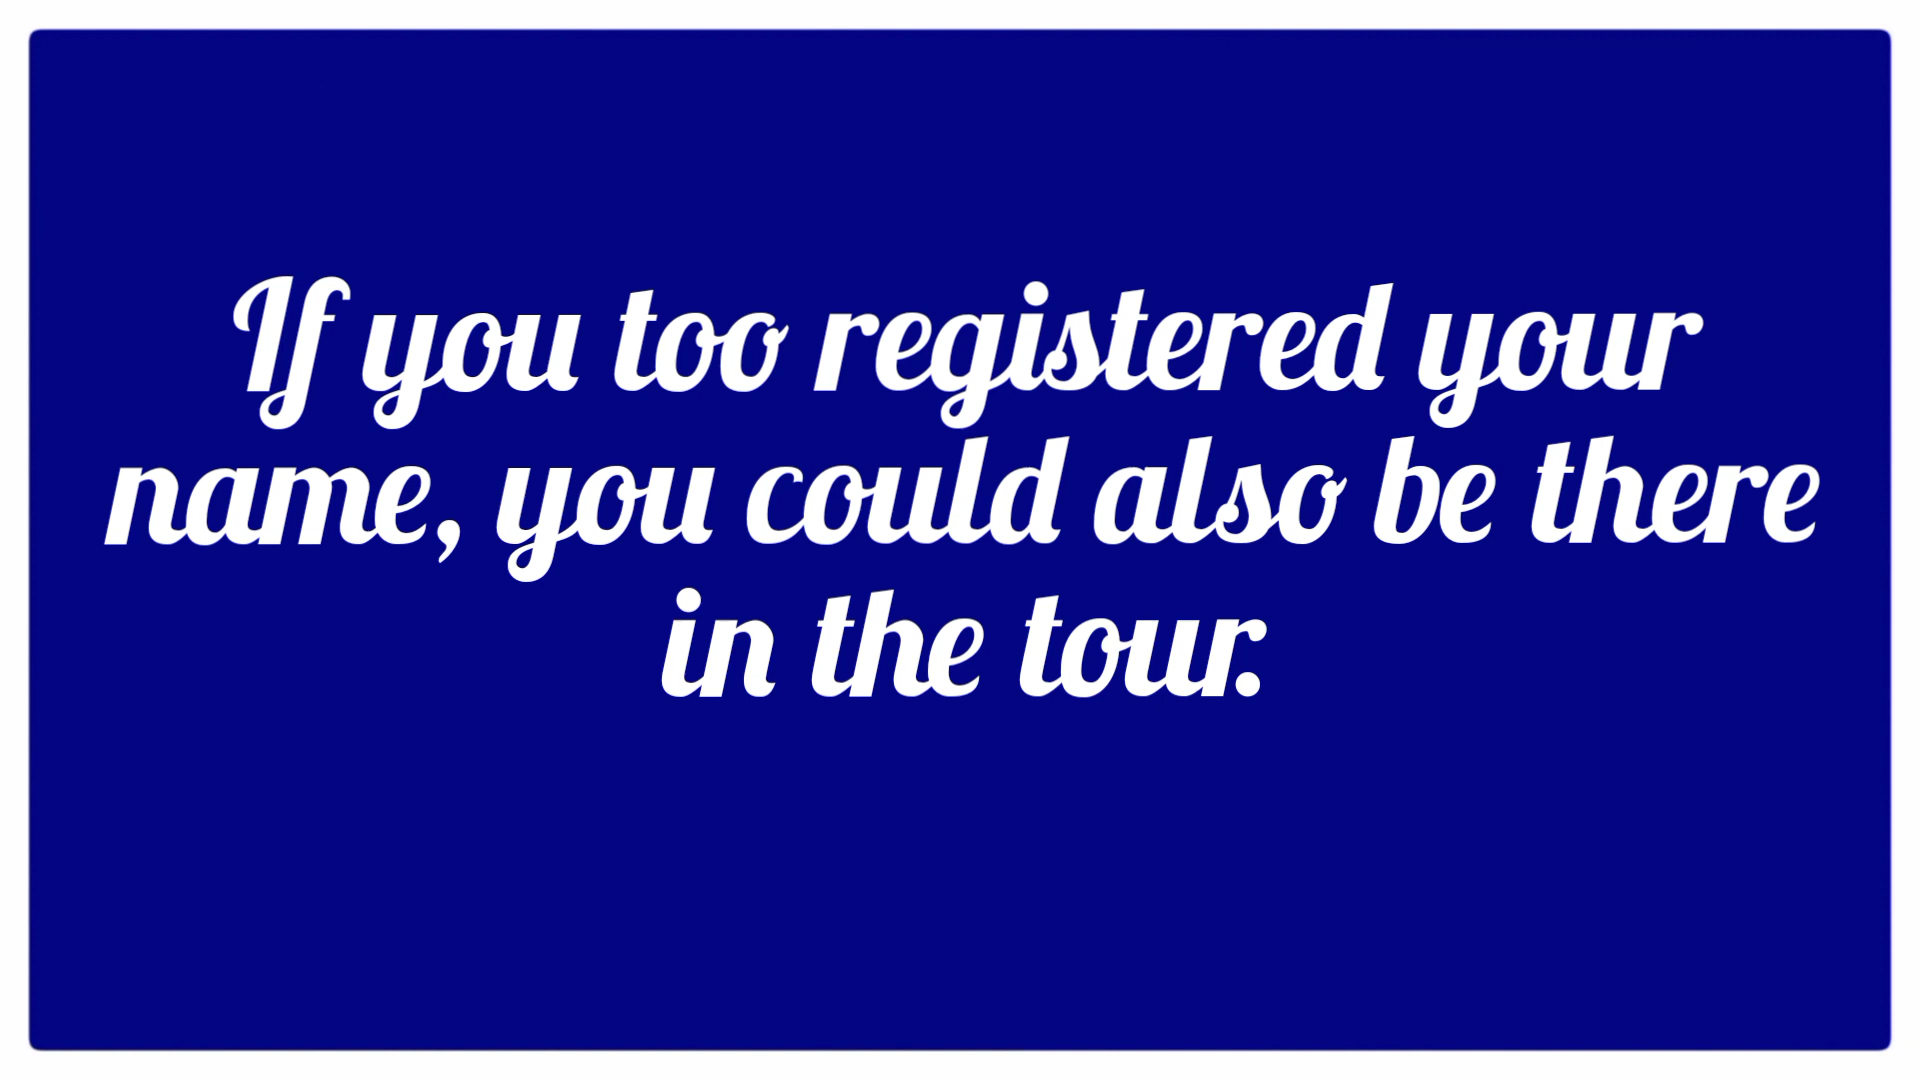 If you too registered your
name, you could also be there
in the tour.